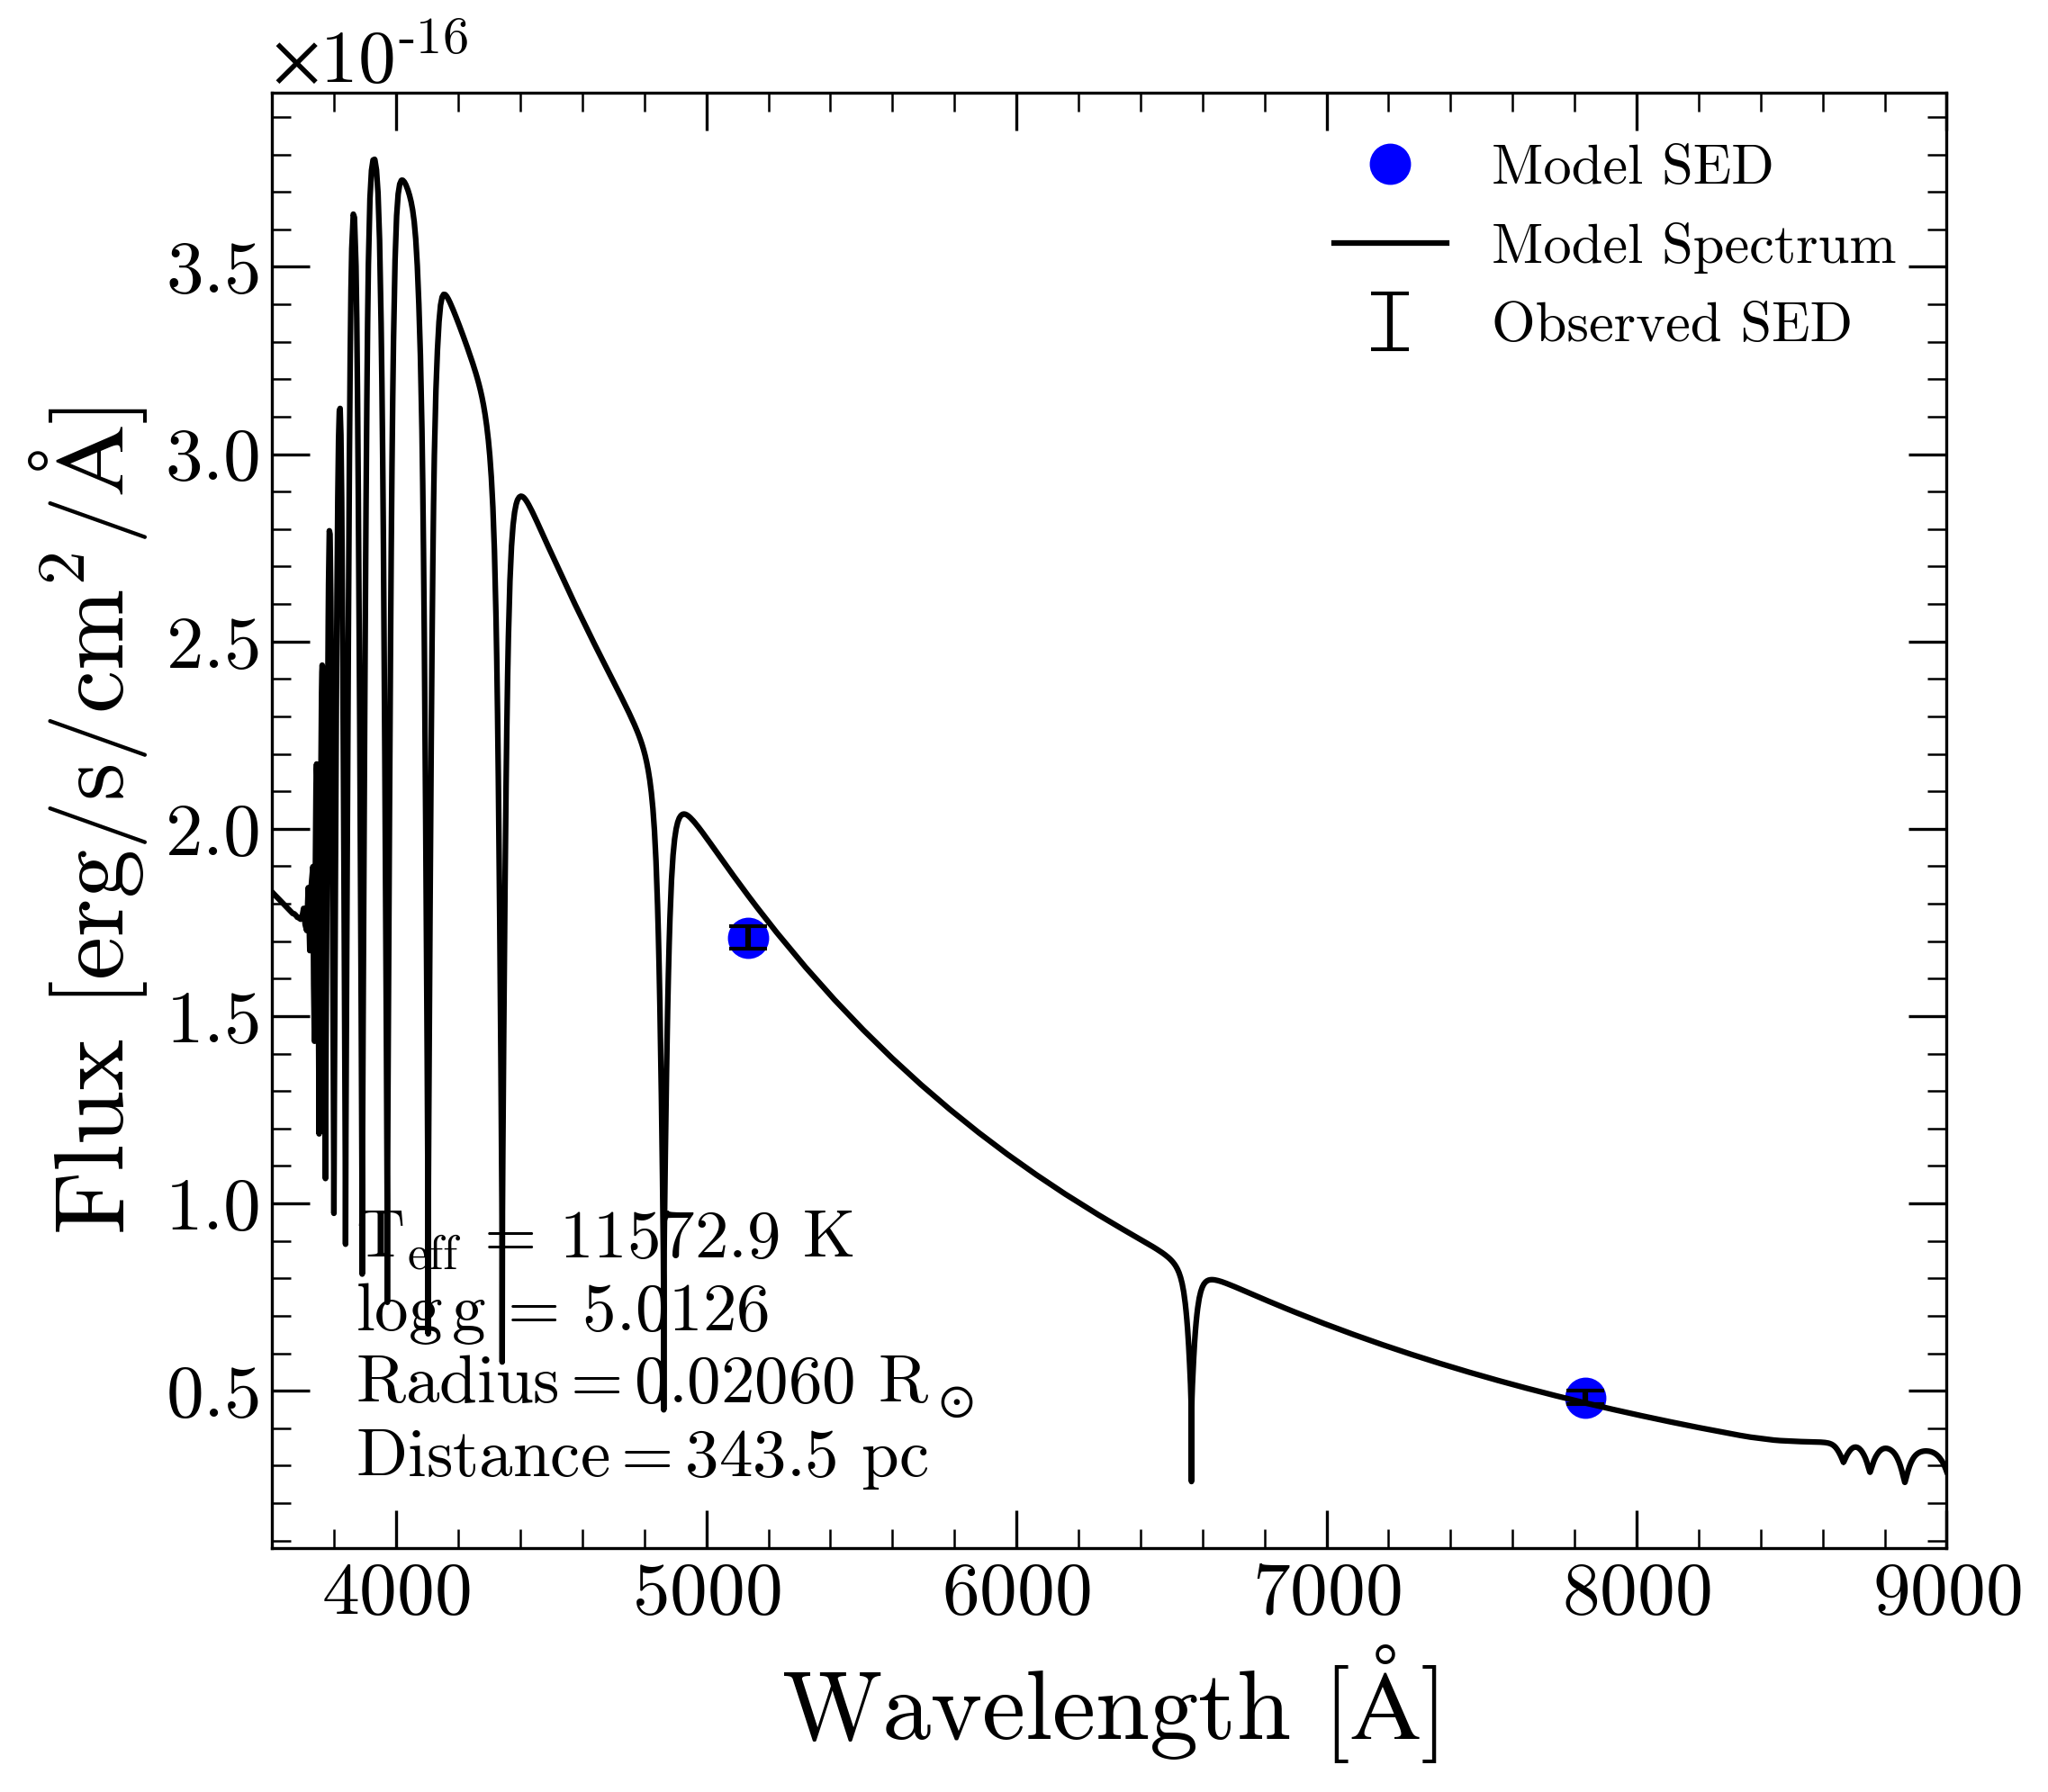 ×10-16
Model SED
Model Spectrum
Observed SED
Flux [erg/s/cm2/Å]
3.5
3.0
2.5
2.0
1.5
1.0
0.5
Teff = 11572.9 K
log g = 5.0126
Radius=0.02060 R⊙
Distance=343.5 pc
4000 5000 6000 7000 8000 9000
Wavelength [Å]